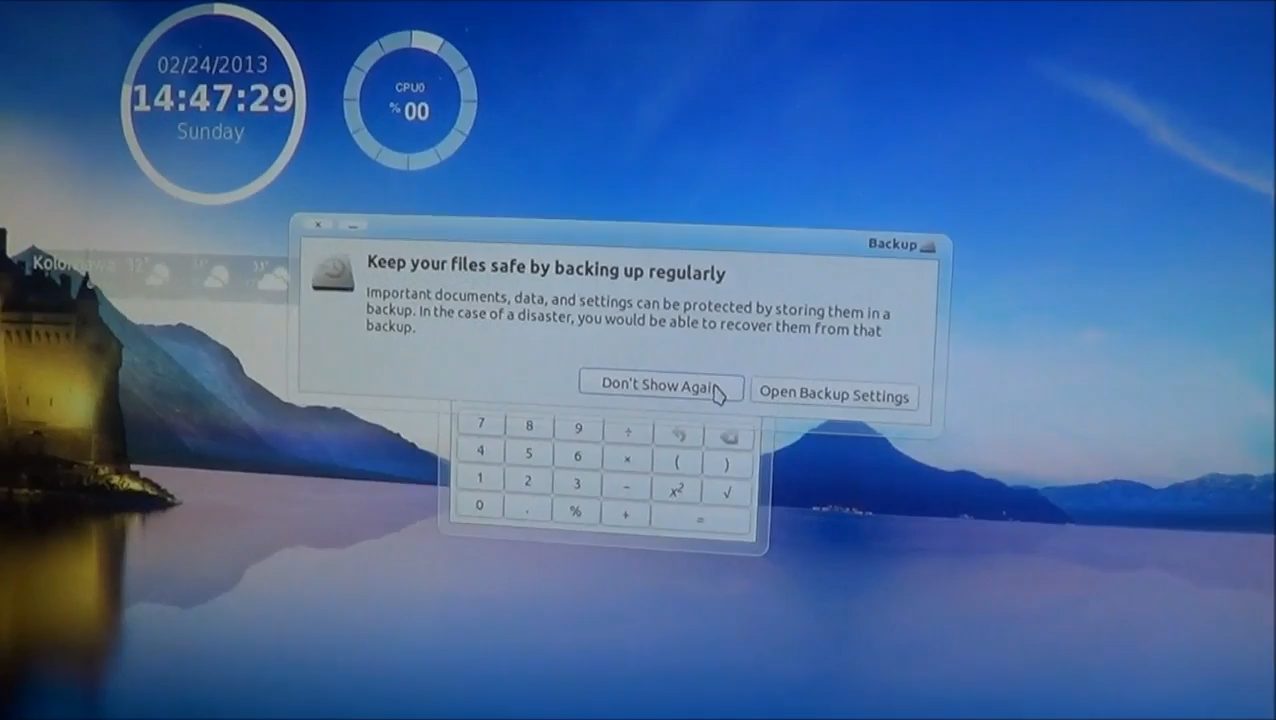 02/24/2013
14:47:29
Sunday
CPU0
% 00
Backup
Keep your files safe by backing up regularly
Important documents, data, and settings can be protected by storing them in a
backup. In the case of a disaster, you would be able to recover them from that
backup.
Don't Show Again
Open Backup Settings
7 8 9 ÷
4 5 6 × ( )
1 2 3 − x² √
0 . % + =